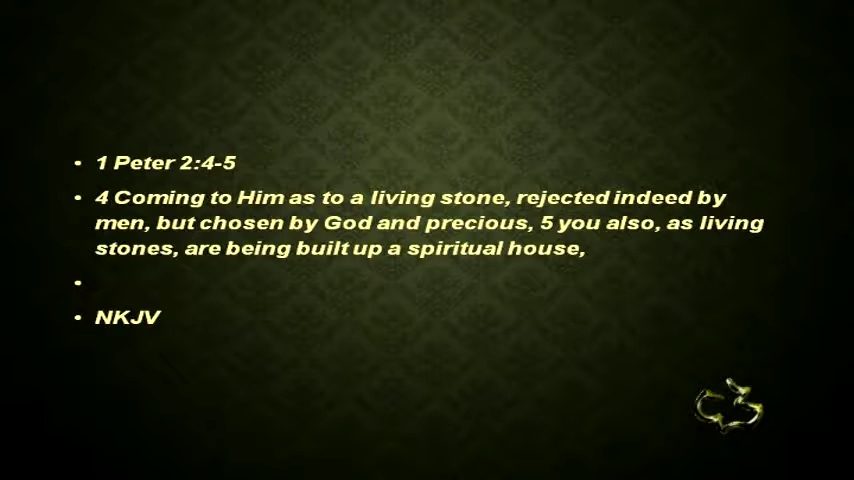 • 1 Peter 2:4-5
• 4 Coming to Him as to a living stone, rejected indeed by
men, but chosen by God and precious, 5 you also, as living
stones, are being built up a spiritual house,
•
• NKJV
C3